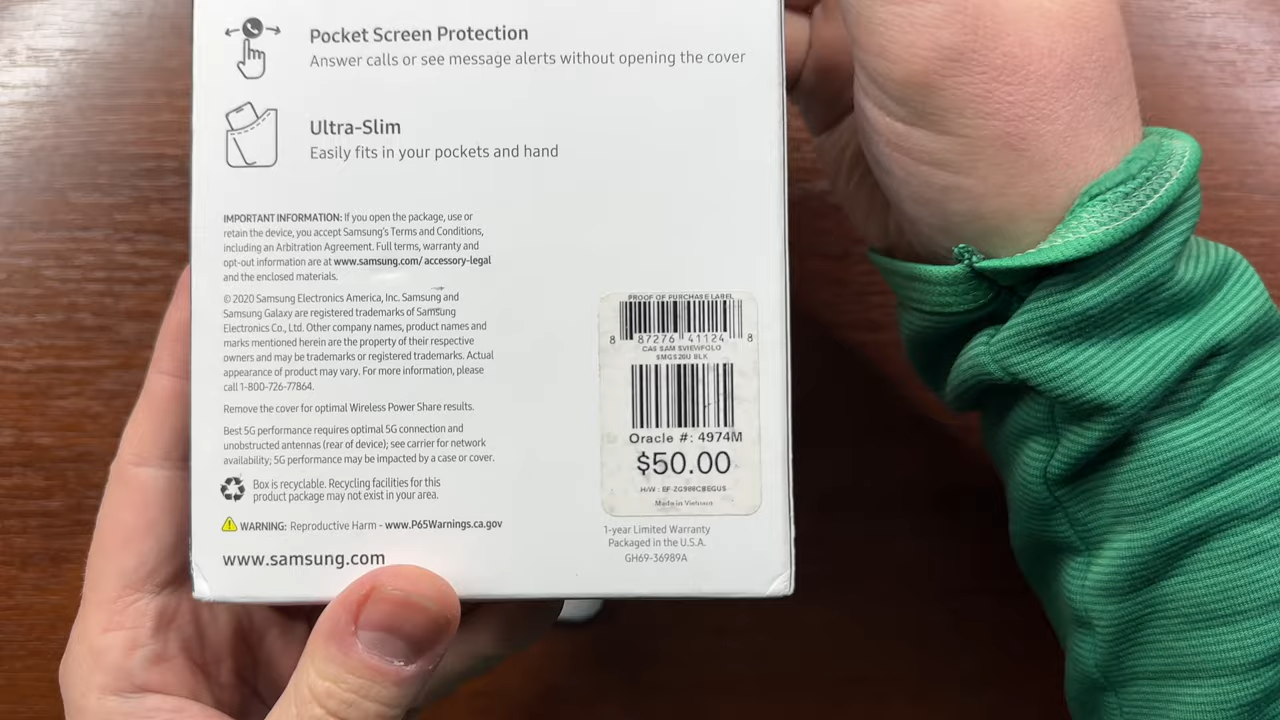 Pocket Screen Protection
Answer calls or see message alerts without opening the cover
Ultra-Slim
Easily fits in your pockets and hand
IMPORTANT INFORMATION: If you open the package, use or
retain the device, you accept Samsung's Terms and Conditions,
including an Arbitration Agreement. Full terms, warranty and
opt-out information are at www.samsung.com/ accessory-legal
and the enclosed materials.
© 2020 Samsung Electronics America, Inc. Samsung and
Samsung Galaxy are registered trademarks of Samsung
Electronics Co., Ltd. Other company names, product names and
marks mentioned herein are the property of their respective
owners and may be trademarks or registered trademarks. Actual
appearance of product may vary. For more information, please
call 1-800-726-77864.
Remove the cover for optimal Wireless Power Share results.
Best 5G performance requires optimal 5G connection and
unobstructed antennas (rear of device); see carrier for network
availability; 5G performance may be impacted by a case or cover.
Box is recyclable. Recycling facilities for this
product package may not exist in your area.
WARNING: Reproductive Harm - www.P65Warnings.ca.gov
www.samsung.com
PROOF OF PURCHASE LABEL
8 87276 41124 8
CAS SAM SVIEWFOLO
SMGS20U BLK
Oracle #: 4974M
$50.00
H/W : EF-ZG988CBEGUS
Made in Vietnam
1-year Limited Warranty
Packaged in the U.S.A.
GH69-36989A